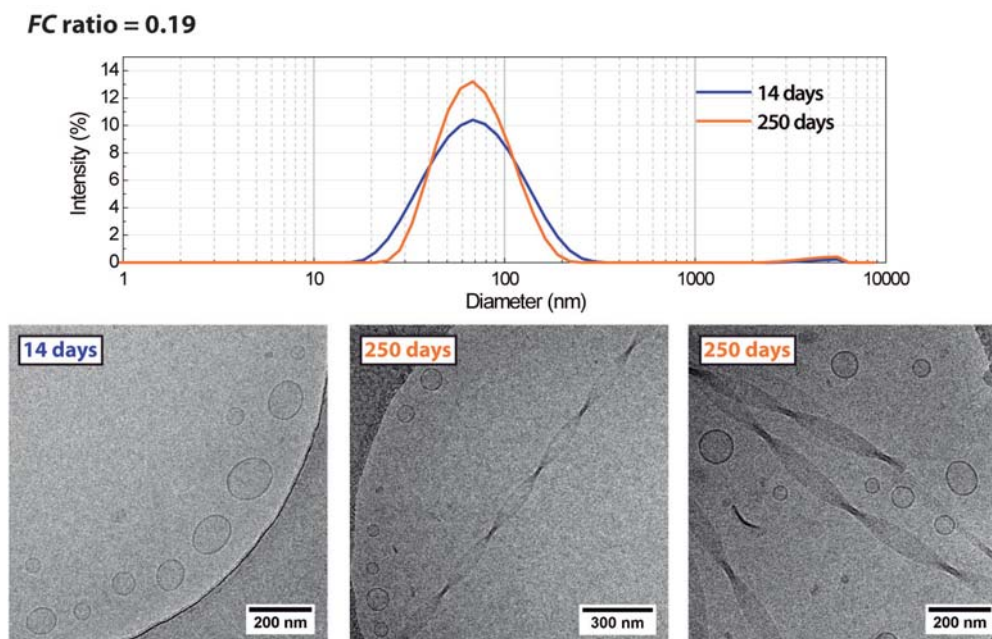 FC ratio = 0.19
14
12
10
8
6
4
2
0
Intensity (%)
14 days
250 days
1
10
100
1000
10000
Diameter (nm)
14 days
200 nm
250 days
300 nm
250 days
200 nm